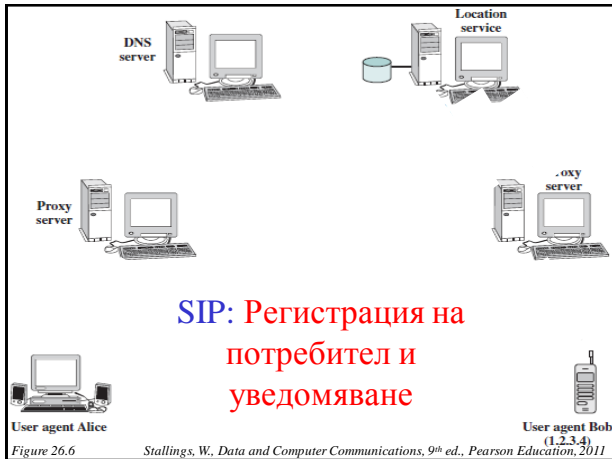 DNS
server
Location
service
Proxy
server
oxy
server
SIP: Регистрация на
потребител и
уведомяване
User agent Alice
User agent Bob
(1.2.3.4)
Figure 26.6 Stallings, W., Data and Computer Communications, 9th ed., Pearson Education, 2011